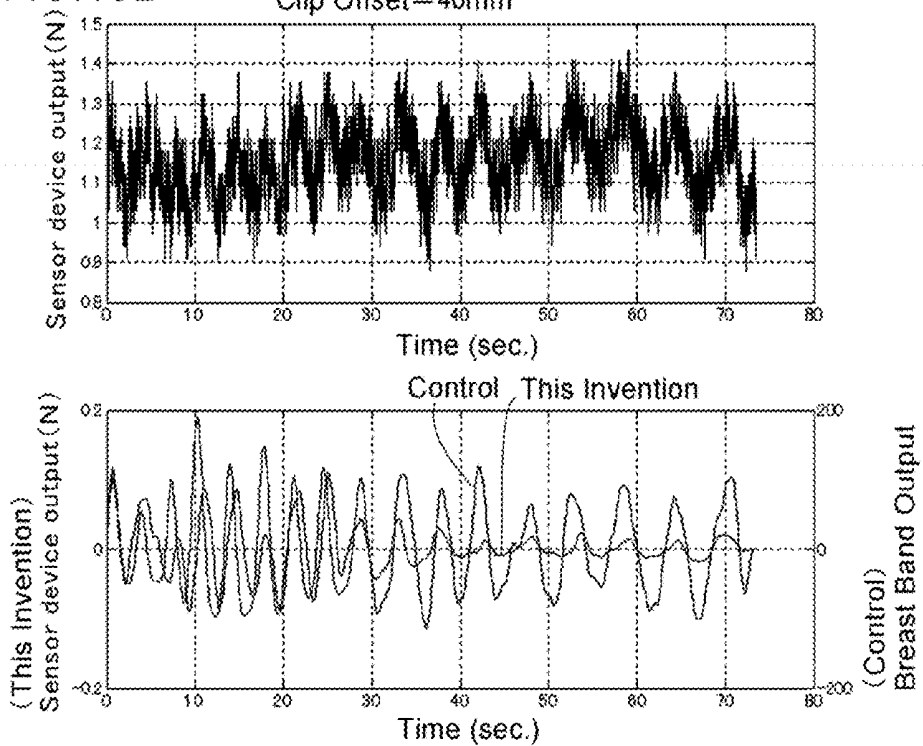 Clip Offset=40mm
Sensor device output(N)
1.5
1.4
1.3
1.2
1.1
1
0.9
0.8
0 10 20 30 40 50 60 70 80
Time (sec.)
Control This Invention
(This Invention)
Sensor device output(N)
0.2
0
-0.2
200
0
-200
(Control)
Breast Band Output
0 10 20 30 40 50 60 70 80
Time (sec.)